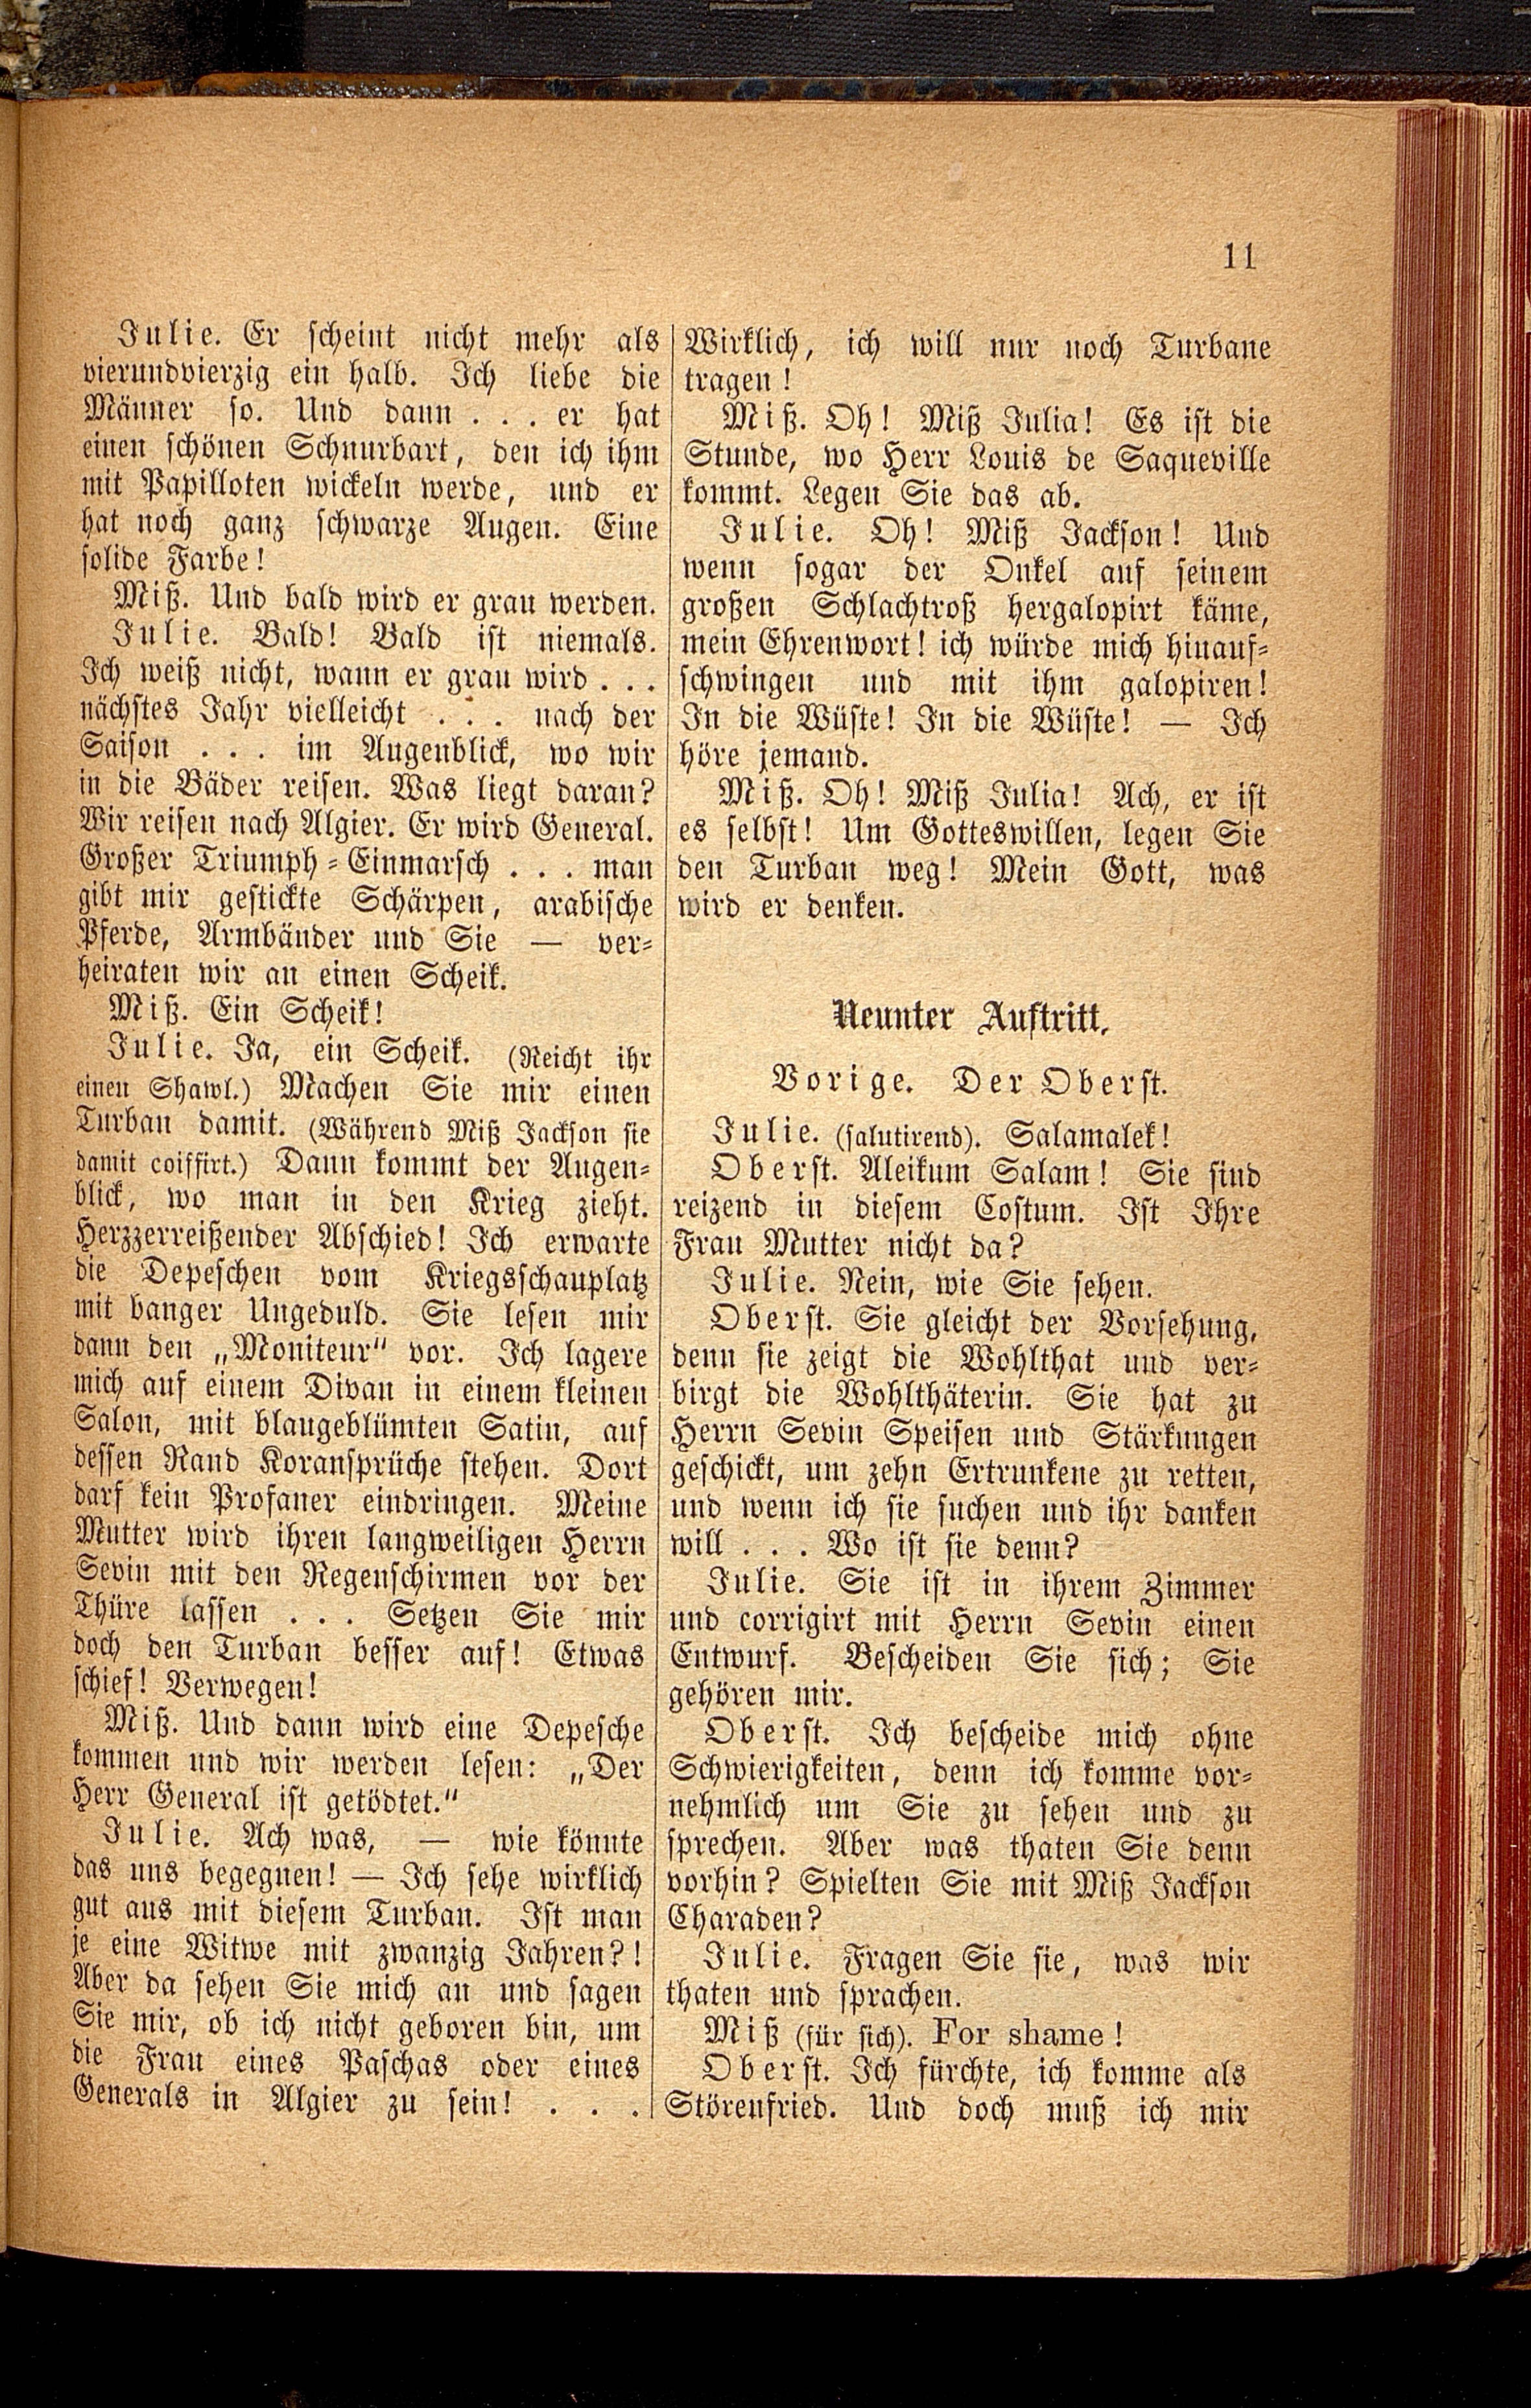 11
Julie. Er scheint nicht mehr als
vierundvierzig ein halb. Ich liebe die
Männer so. Und dann . . . er hat
einen schönen Schnurbart, den ich ihm
mit Papilloten wickeln werde, und er
hat noch ganz schwarze Augen. Eine
solide Farbe!
Miß. Und bald wird er grau werden.
Julie. Bald! Bald ist niemals.
Ich weiß nicht, wann er grau wird . . .
nächstes Jahr vielleicht . . . nach der
Saison . . . im Augenblick, wo wir
in die Bäder reisen. Was liegt daran?
Wir reisen nach Algier. Er wird General.
Großer Triumph-Einmarsch . . . man
gibt mir gestickte Schärpen, arabische
Pferde, Armbänder und Sie — ver-
heiraten wir an einen Scheik.
Miß. Ein Scheik!
Julie. Ja, ein Scheik. (Reicht ihr
einen Shawl.) Machen Sie mir einen
Turban damit. (Während Miß Jackson sie
damit coiffirt.) Dann kommt der Augen-
blick, wo man in den Krieg zieht.
Herzzerreißender Abschied! Ich erwarte
die Depeschen vom Kriegsschauplatz
mit banger Ungeduld. Sie lesen mir
dann den „Moniteur“ vor. Ich lagere
mich auf einem Divan in einem kleinen
Salon, mit blaugeblümten Satin, auf
dessen Rand Koransprüche stehen. Dort
darf kein Profaner eindringen. Meine
Mutter wird ihren langweiligen Herrn
Sevin mit den Regenschirmen vor der
Thüre lassen . . . Setzen Sie mir
doch den Turban besser auf! Etwas
schief! Verwegen!
Miß. Und dann wird eine Depesche
kommen und wir werden lesen: „Der
Herr General ist getödtet.“
Julie. Ach was, — wie könnte
das uns begegnen! — Ich sehe wirklich
gut aus mit diesem Turban. Ist man
je eine Witwe mit zwanzig Jahren?!
Aber da sehen Sie mich an und sagen
Sie mir, ob ich nicht geboren bin, um
die Frau eines Paschas oder eines
Generals in Algier zu sein! . . .
Wirklich, ich will nur noch Turbane
tragen!
Miß. Oh! Miß Julia! Es ist die
Stunde, wo Herr Louis de Saqueville
kommt. Legen Sie das ab.
Julie. Oh! Miß Jackson! Und
wenn sogar der Onkel auf seinem
großen Schlachtroß hergalopirt käme,
mein Ehrenwort! ich würde mich hinauf-
schwingen und mit ihm galopiren!
In die Wüste! In die Wüste! — Ich
höre jemand.
Miß. Oh! Miß Julia! Ach, er ist
es selbst! Um Gotteswillen, legen Sie
den Turban weg! Mein Gott, was
wird er denken.
Neunter Auftritt.
Vorige. Der Oberst.
Julie. (salutirend). Salamalek!
Oberst. Aleikum Salam! Sie sind
reizend in diesem Costum. Ist Ihre
Frau Mutter nicht da?
Julie. Nein, wie Sie sehen.
Oberst. Sie gleicht der Vorsehung,
denn sie zeigt die Wohlthat und ver-
birgt die Wohlthäterin. Sie hat zu
Herrn Sevin Speisen und Stärkungen
geschickt, um zehn Ertrunkene zu retten,
und wenn ich sie suchen und ihr danken
will . . . Wo ist sie denn?
Julie. Sie ist in ihrem Zimmer
und corrigirt mit Herrn Sevin einen
Entwurf. Bescheiden Sie sich; Sie
gehören mir.
Oberst. Ich bescheide mich ohne
Schwierigkeiten, denn ich komme vor-
nehmlich um Sie zu sehen und zu
sprechen. Aber was thaten Sie denn
vorhin? Spielten Sie mit Miß Jackson
Charaden?
Julie. Fragen Sie sie, was wir
thaten und sprachen.
Miß (für sich). For shame!
Oberst. Ich fürchte, ich komme als
Störenfried. Und doch muß ich mir